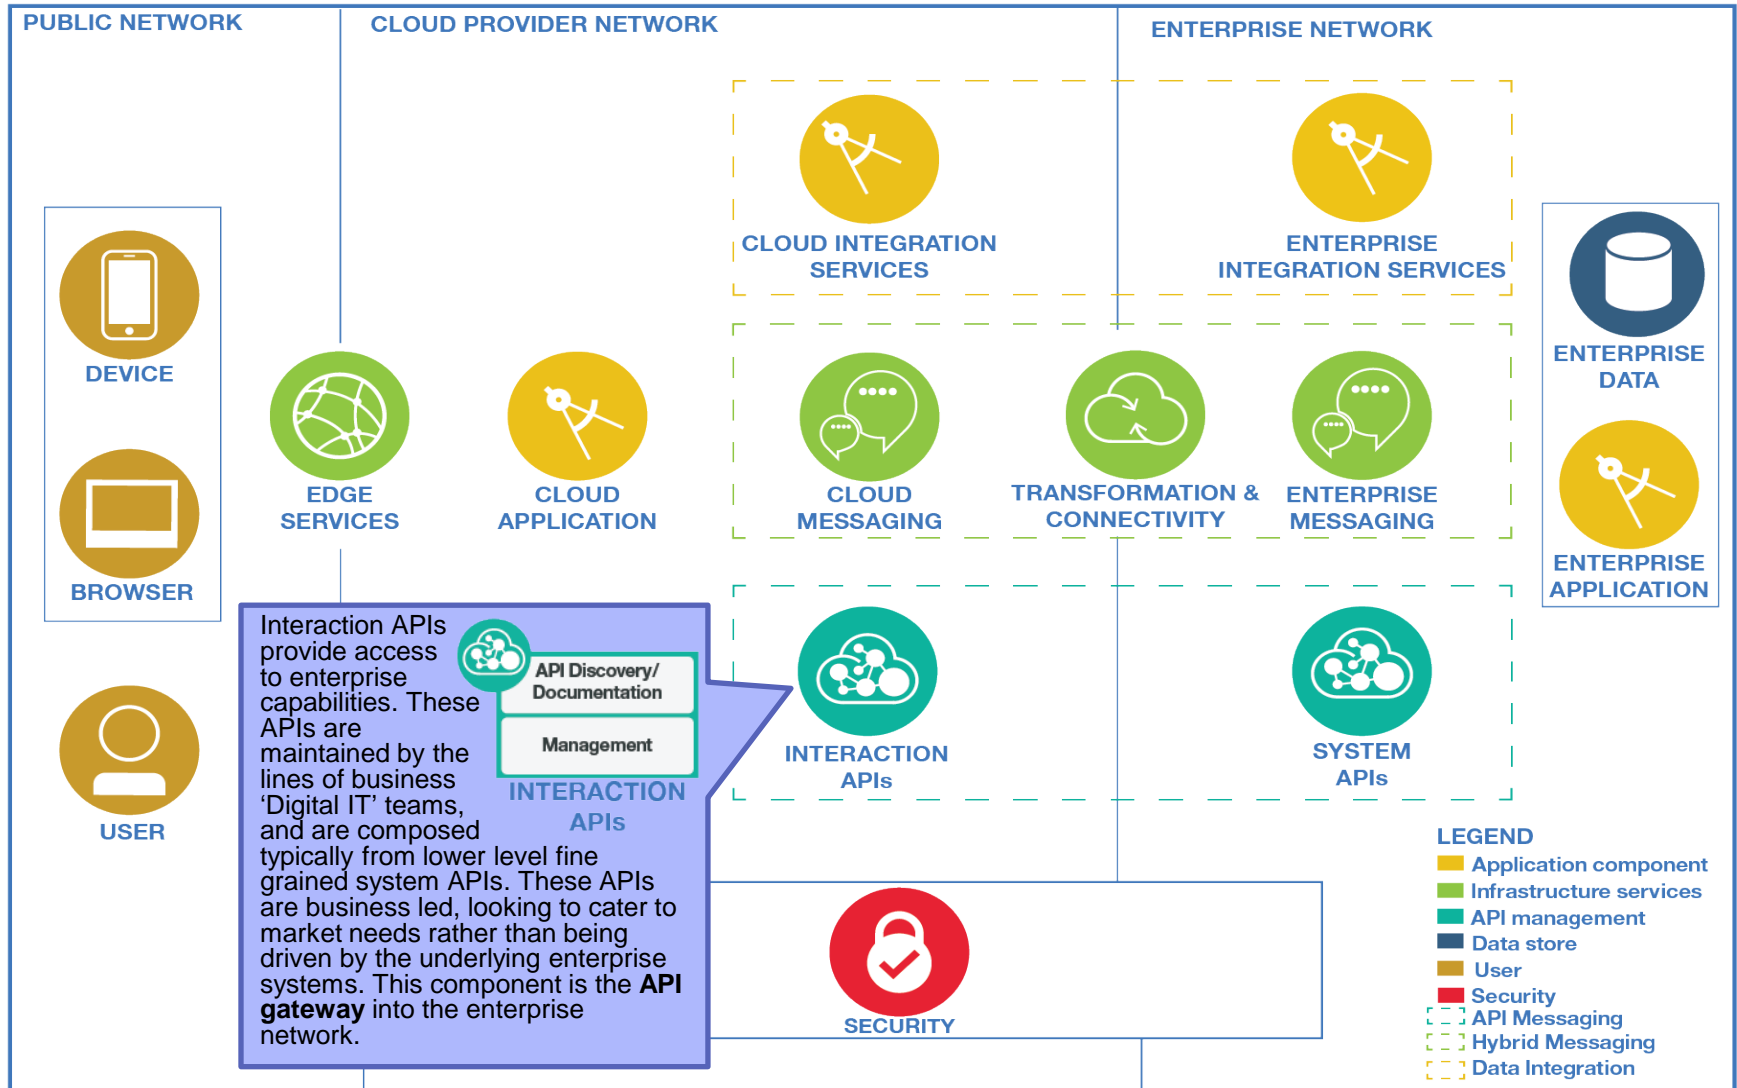 PUBLIC NETWORK
CLOUD PROVIDER NETWORK
ENTERPRISE NETWORK
CLOUD INTEGRATION
SERVICES
ENTERPRISE
INTEGRATION SERVICES
DEVICE
BROWSER
USER
EDGE
SERVICES
CLOUD
APPLICATION
CLOUD
MESSAGING
TRANSFORMATION &
CONNECTIVITY
ENTERPRISE
MESSAGING
ENTERPRISE
DATA
ENTERPRISE
APPLICATION
Interaction APIs
provide access
to enterprise
capabilities. These
APIs are
maintained by the
lines of business
‘Digital IT’ teams,
and are composed
typically from lower level fine
grained system APIs. These APIs
are business led, looking to cater to
market needs rather than being
driven by the underlying enterprise
systems. This component is the API
gateway into the enterprise
network.
API Discovery/
Documentation
Management
INTERACTION
APIs
INTERACTION
APIs
SYSTEM
APIs
SECURITY
LEGEND
Application component
Infrastructure services
API management
Data store
User
Security
API Messaging
Hybrid Messaging
Data Integration